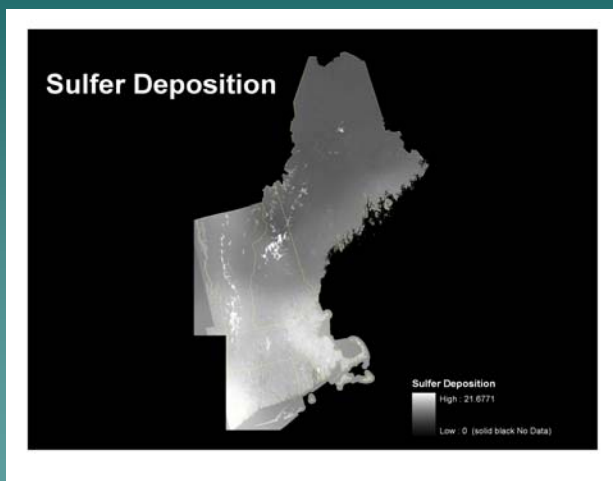 Sulfer Deposition
Sulfer Deposition
High : 21.6771
Low : 0 (solid black No Data)